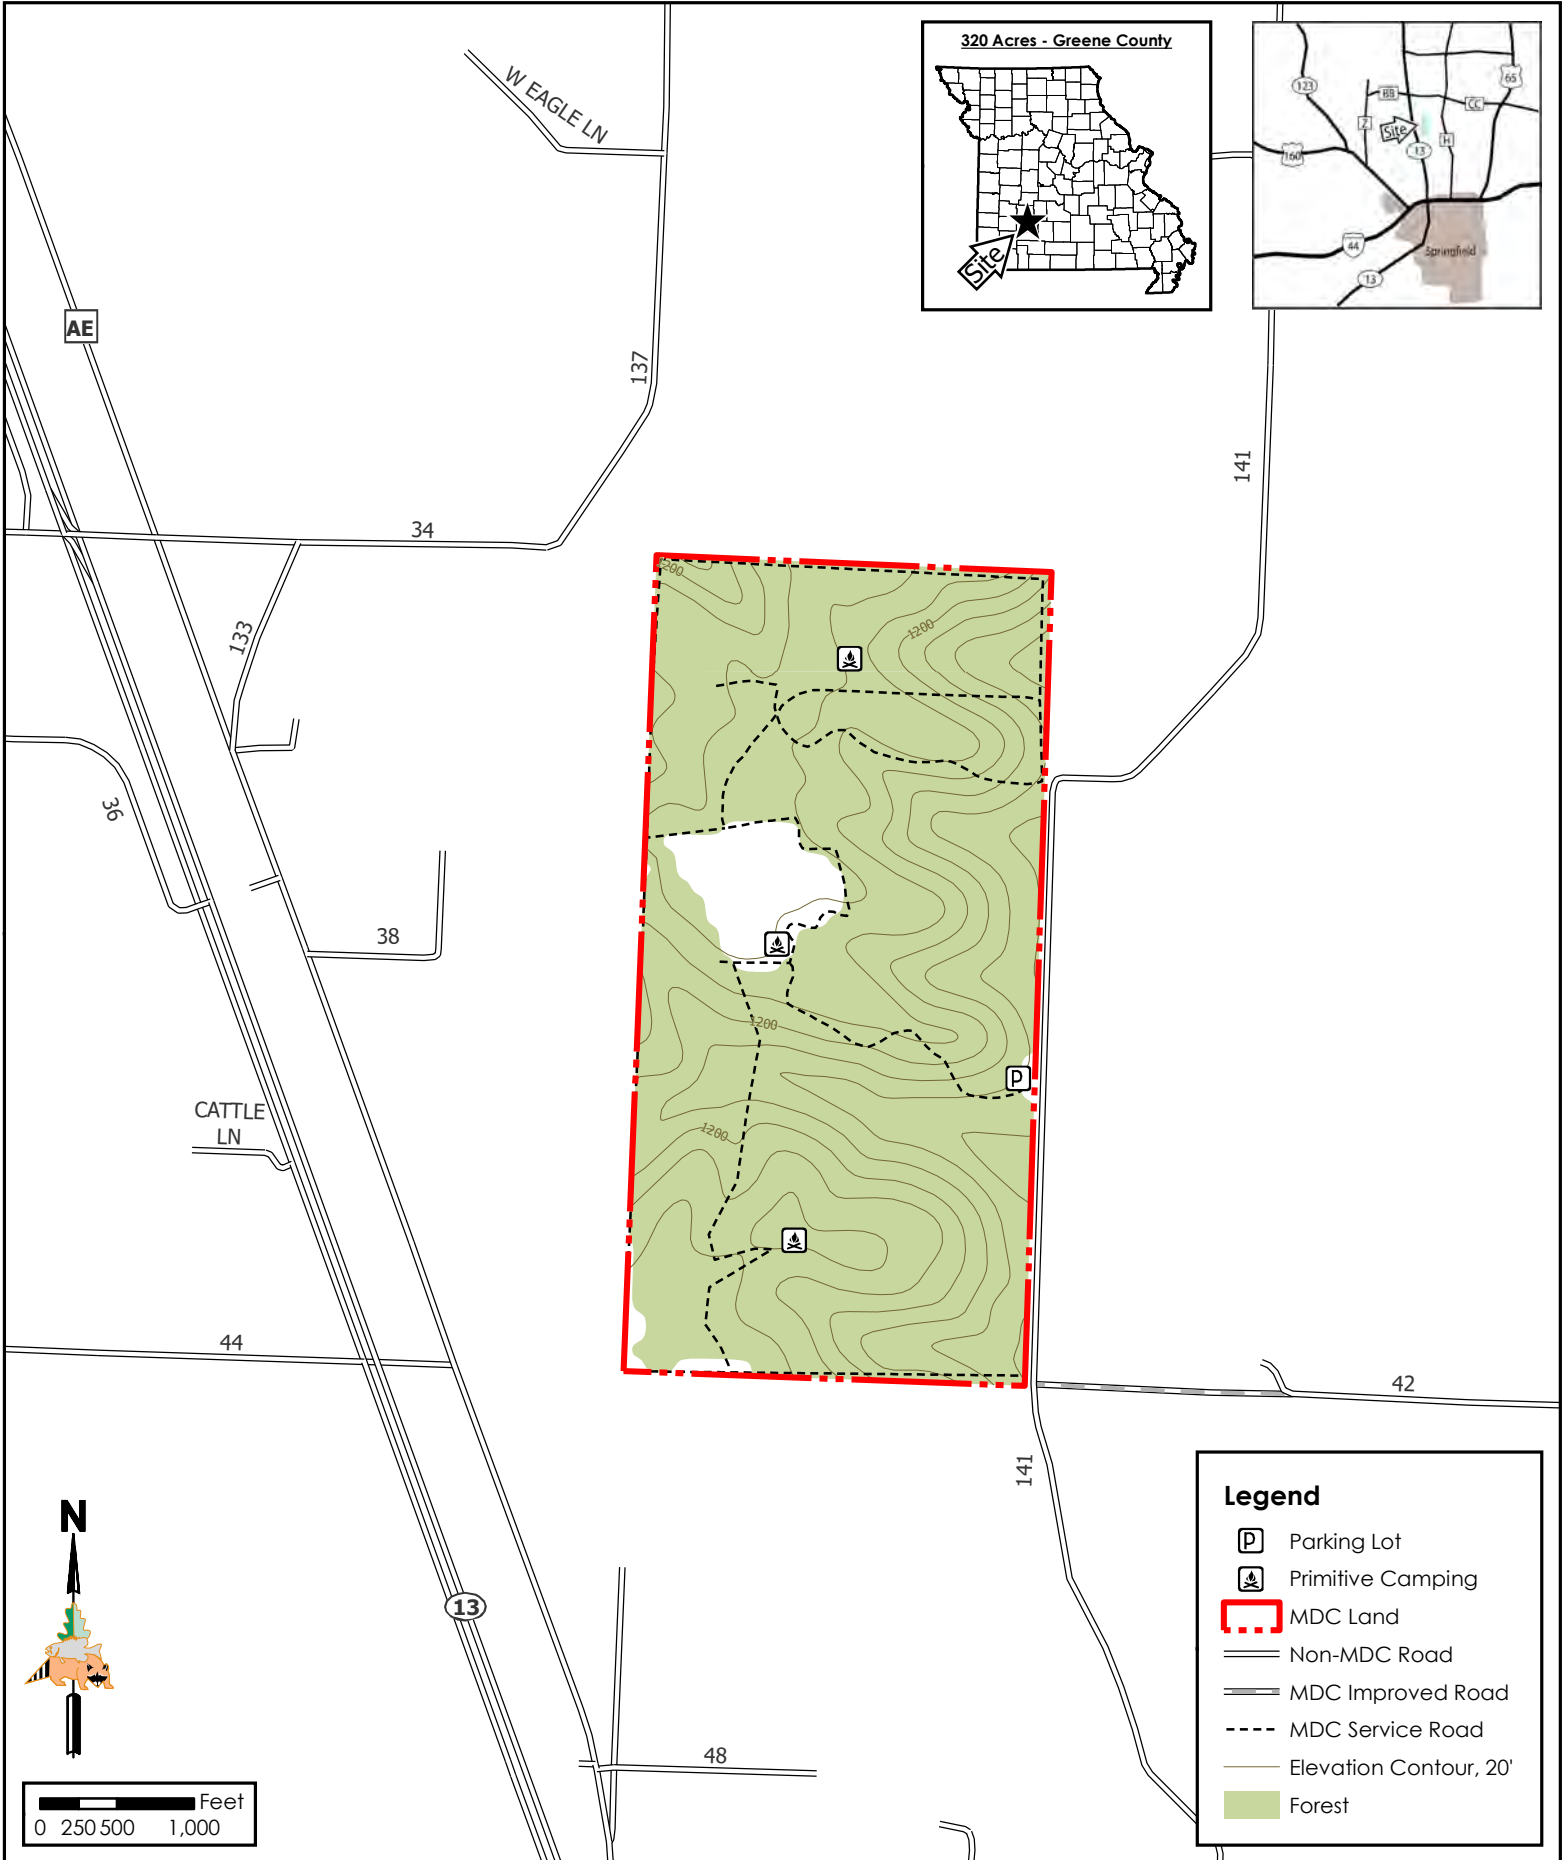 320 Acres - Greene County
Site
123
65
BB
CC
Z
Site
H
13
160
44
Springfield
13
W EAGLE LN
AE
137
141
34
1200
1200
133
36
38
1200
CATTLE
LN
1200
44
42
141
N
13
48
Feet
0 250 500 1,000
Legend
P
P Parking Lot
Primitive Camping
MDC Land
Non-MDC Road
MDC Improved Road
MDC Service Road
Elevation Contour, 20'
Forest